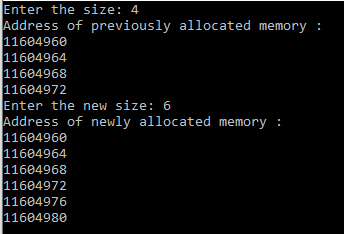 Enter the size: 4
Address of previously allocated memory :
11604960
11604964
11604968
11604972
Enter the new size: 6
Address of newly allocated memory :
11604960
11604964
11604968
11604972
11604976
11604980